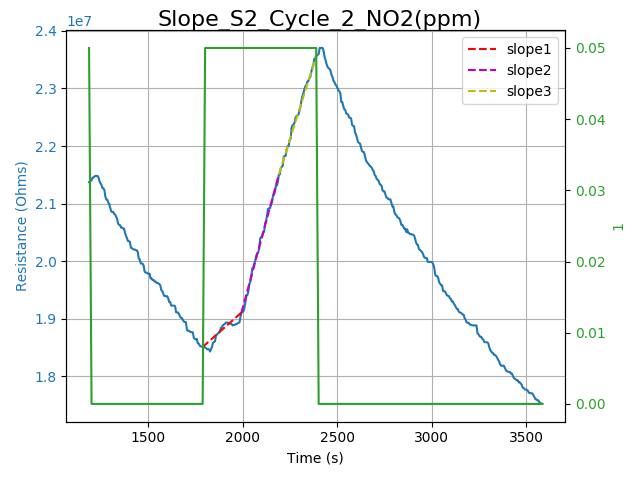 Slope_S2_Cycle_2_NO2(ppm)
1e7
2.4
2.3
2.2
2.1
2.0
1.9
1.8
Resistance (Ohms)
slope1
slope2
slope3
0.05
0.04
0.03
0.02
0.01
0.00
1
1500 2000 2500 3000 3500
Time (s)